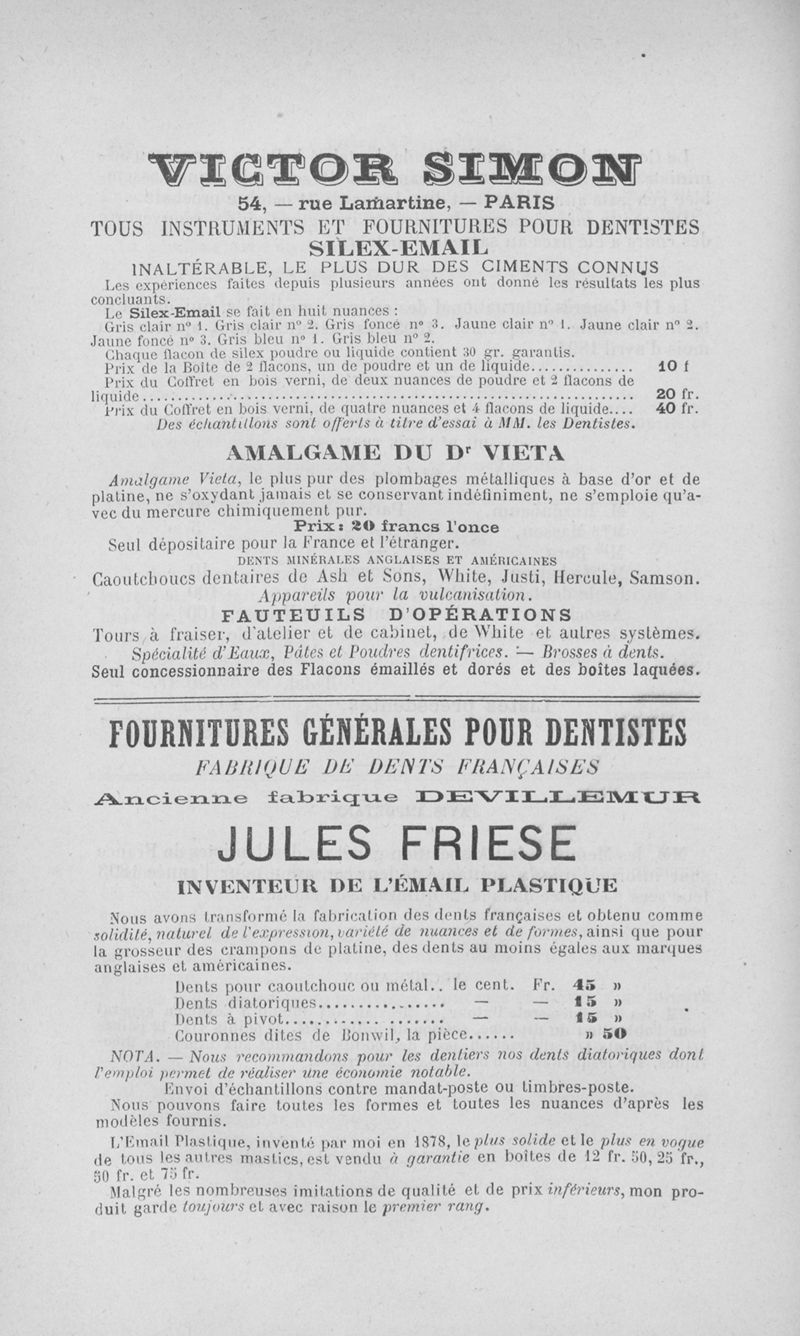 VICTOR SIMON
54, — rue Lamartine, — PARIS
TOUS INSTRUMENTS ET FOURNITURES POUR DENTISTES
SILEX-EMAIL
INALTÉRABLE, LE PLUS DUR DES CIMENTS CONNUS
Les expériences faites depuis plusieurs années ont donné les résultats les plus
concluants.
Le Silex-Email se fait en huit nuances :
Gris clair n° 1. Gris clair n° 2. Gris foncé n° 3. Jaune clair n° 1. Jaune clair n° 2.
Jaune foncé n° 3. Gris bleu n° 1. Gris bleu n° 2.
Chaque flacon de silex poudre ou liquide contient 30 gr. garantis.
Prix de la Boîte de 2 flacons, un de poudre et un de liquide............... 10 f
Prix du Coffret en bois verni, de deux nuances de poudre et 2 flacons de
liquide........................................................................ 20 fr.
Prix du Coffret en bois verni, de quatre nuances et 4 flacons de liquide.... 40 fr.
Des échantillons sont offerts à titre d'essai à MM. les Dentistes.
AMALGAME DU Dr VIETA
Amalgame Vieta, le plus pur des plombages métalliques à base d'or et de
platine, ne s'oxydant jamais et se conservant indéfiniment, ne s'emploie qu'a-
vec du mercure chimiquement pur.
Prix : 20 francs l'once
Seul dépositaire pour la France et l'étranger.
DENTS MINÉRALES ANGLAISES ET AMÉRICAINES
Caoutchoucs dentaires de Ash et Sons, White, Justi, Hercule, Samson.
Appareils pour la vulcanisation.
FAUTEUILS D'OPÉRATIONS
Tours à fraiser, d'atelier et de cabinet, de White et autres systèmes.
Spécialité d'Eaux, Pâtes et Poudres dentifrices. — Brosses à dents.
Seul concessionnaire des Flacons émaillés et dorés et des boîtes laquées.
FOURNITURES GÉNÉRALES POUR DENTISTES
FABRIQUE DE DENTS FRANÇAISES
Ancienne fabrique DEVILLEMUR
JULES FRIESE
INVENTEUR DE L'ÉMAIL PLASTIQUE
Nous avons transformé la fabrication des dents françaises et obtenu comme
solidité, naturel de l'expression, variété de nuances et de formes, ainsi que pour
la grosseur des crampons de platine, des dents au moins égales aux marques
anglaises et américaines.
Dents pour caoutchouc ou métal.. le cent. Fr. 45 »
Dents diatoriques................ — — 15 »
Dents à pivot.................... — — 15 »
Couronnes dites de Bonwil, la pièce...... » 50
NOTA. — Nous recommandons pour les dentiers nos dents diatoriques dont
l'emploi permet de réaliser une économie notable.
Envoi d'échantillons contre mandat-poste ou timbres-poste.
Nous pouvons faire toutes les formes et toutes les nuances d'après les
modèles fournis.
L'Email Plastique, inventé par moi en 1878, le plus solide et le plus en vogue
de tous les autres mastics, est vendu à garantie en boîtes de 12 fr. 50, 25 fr.,
50 fr. et 75 fr.
Malgré les nombreuses imitations de qualité et de prix inférieurs, mon pro-
duit garde toujours et avec raison le premier rang.